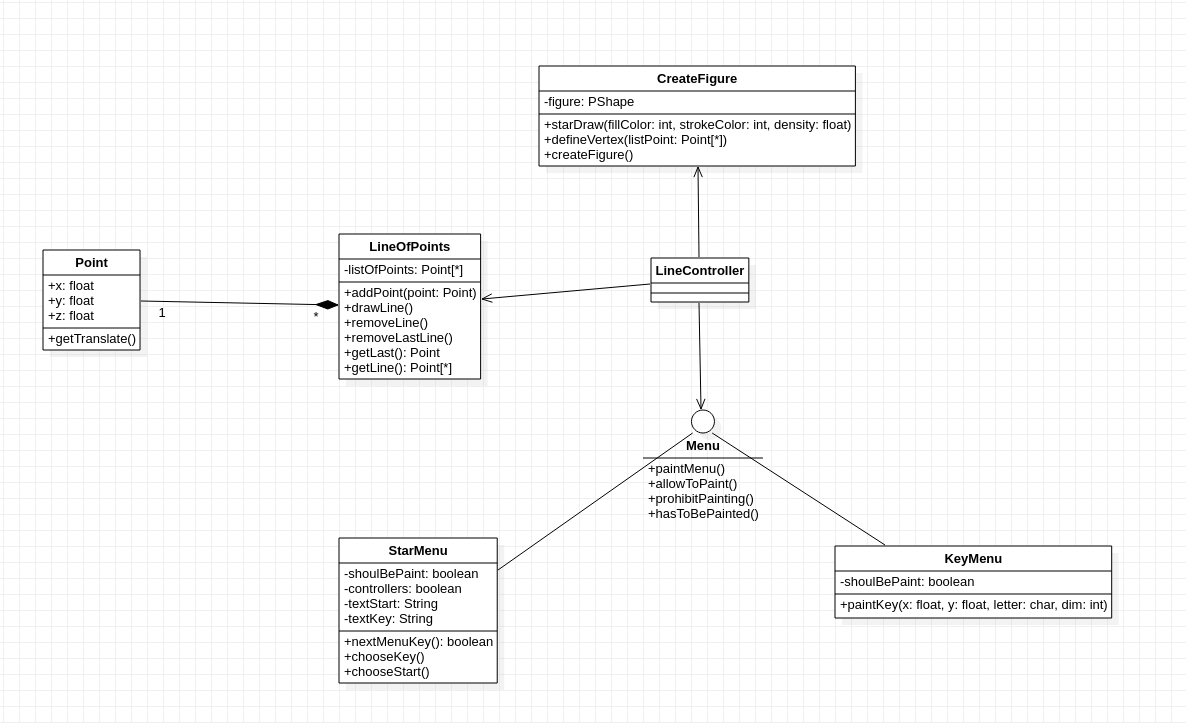 CreateFigure
-figure: PShape
+starDraw(fillColor: int, strokeColor: int, density: float)
+defineVertex(listPoint: Point[*])
+createFigure()
Point
+x: float
+y: float
+z: float
+getTranslate()
1
*
LineOfPoints
-listOfPoints: Point[*]
+addPoint(point: Point)
+drawLine()
+removeLine()
+removeLastLine()
+getLast(): Point
+getLine(): Point[*]
LineController
Menu
+paintMenu()
+allowToPaint()
+prohibitPainting()
+hasToBePainted()
StarMenu
-shoulBePaint: boolean
-controllers: boolean
-textStart: String
-textKey: String
+nextMenuKey(): boolean
+chooseKey()
+chooseStart()
KeyMenu
-shoulBePaint: boolean
+paintKey(x: float, y: float, letter: char, dim: int)